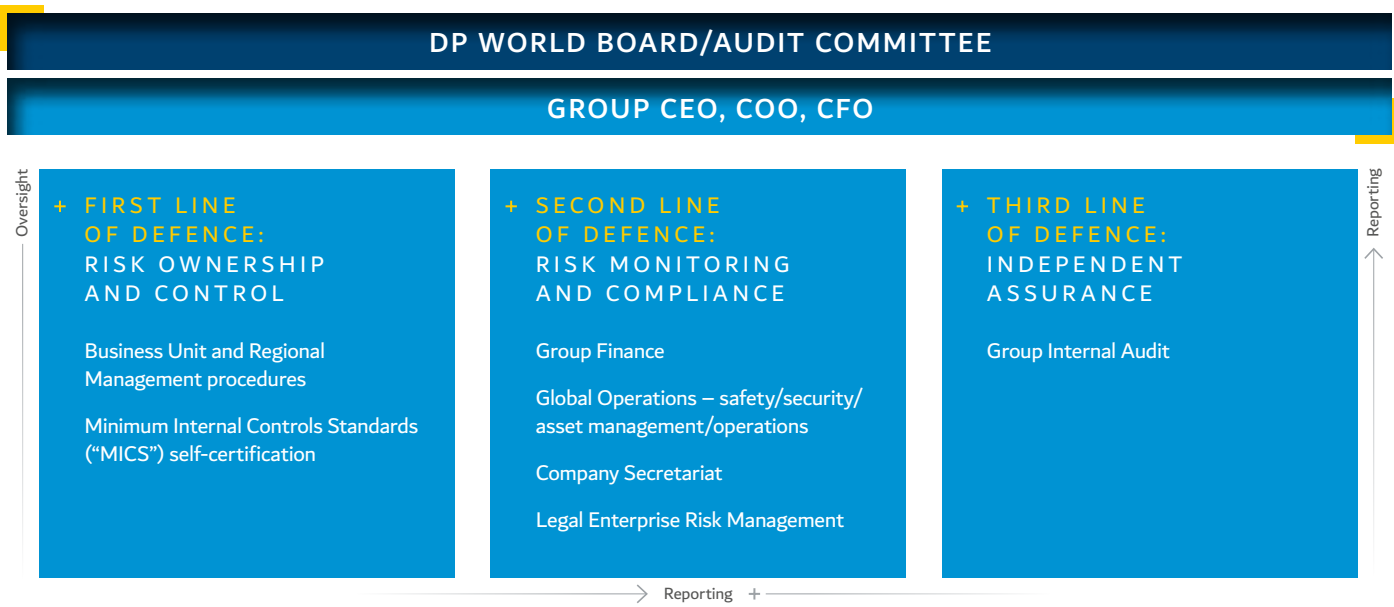 DP WORLD BOARD/AUDIT COMMITTEE
GROUP CEO, COO, CFO
Oversight
+ FIRST LINE
OF DEFENCE:
RISK OWNERSHIP
AND CONTROL
Business Unit and Regional
Management procedures
Minimum Internal Controls Standards
(“MICS”) self-certification
+ SECOND LINE
OF DEFENCE:
RISK MONITORING
AND COMPLIANCE
Group Finance
Global Operations – safety/security/
asset management/operations
Company Secretariat
Legal Enterprise Risk Management
+ THIRD LINE
OF DEFENCE:
INDEPENDENT
ASSURANCE
Group Internal Audit
Reporting
Reporting +